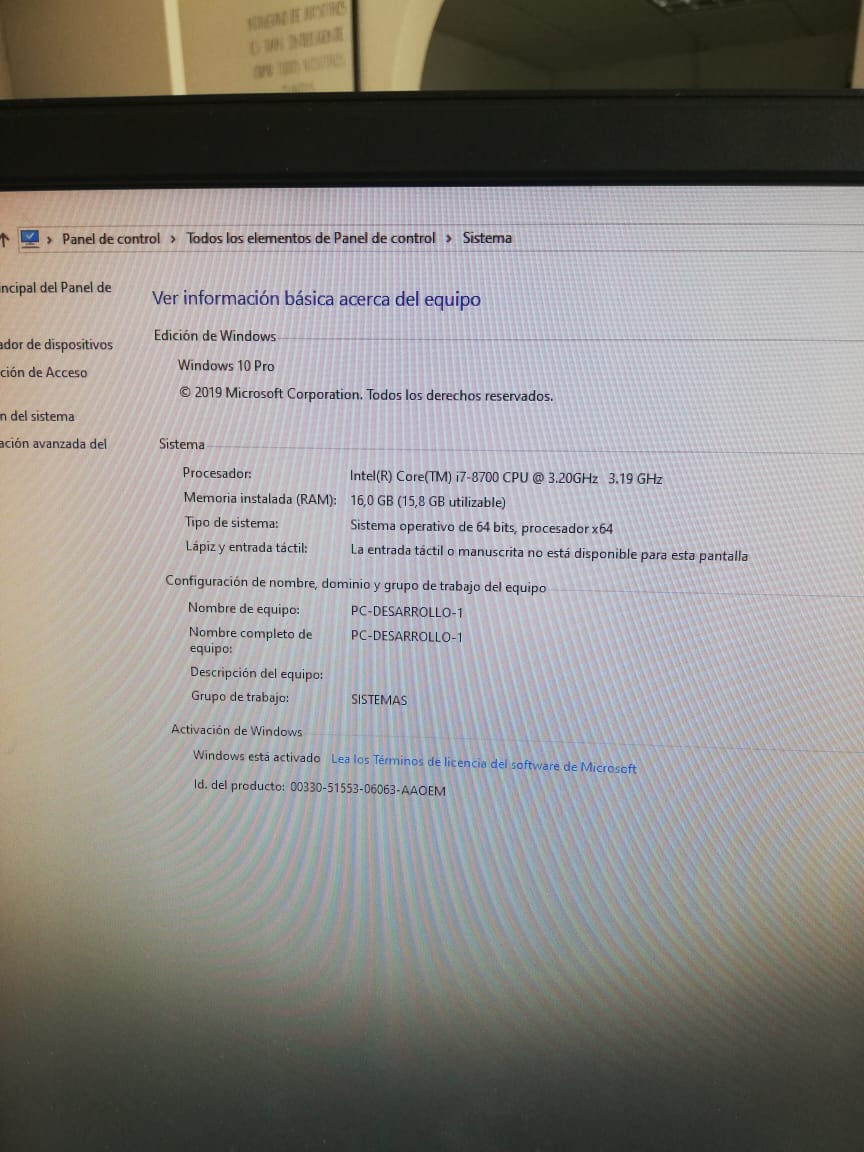 Panel de control > Todos los elementos de Panel de control > Sistema
ncipal del Panel de
Ver información básica acerca del equipo
Edición de Windows
ador de dispositivos
Windows 10 Pro
ción de Acceso
© 2019 Microsoft Corporation. Todos los derechos reservados.
n del sistema
ación avanzada del
Sistema
Procesador: Intel(R) Core(TM) i7-8700 CPU @ 3.20GHz 3.19 GHz
Memoria instalada (RAM): 16,0 GB (15,8 GB utilizable)
Tipo de sistema: Sistema operativo de 64 bits, procesador x64
Lápiz y entrada táctil: La entrada táctil o manuscrita no está disponible para esta pantalla
Configuración de nombre, dominio y grupo de trabajo del equipo
Nombre de equipo: PC-DESARROLLO-1
Nombre completo de PC-DESARROLLO-1
equipo:
Descripción del equipo:
Grupo de trabajo: SISTEMAS
Activación de Windows
Windows está activado Lea los Términos de licencia del software de Microsoft
Id. del producto: 00330-51553-06063-AAOEM